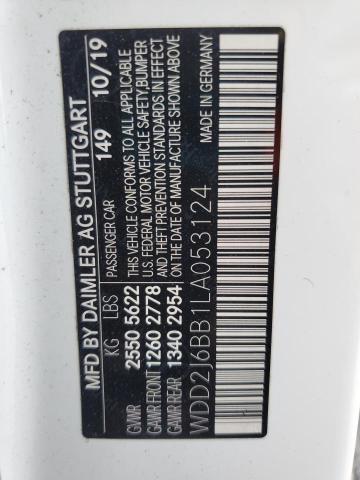 MFD BY DAIMLER AG STUTTGART 10/19
KG LBS PASSENGER CAR 149
GVWR 2550 5622 THIS VEHICLE CONFORMS TO ALL APPLICABLE
GAWR FRONT 1260 2778 U.S. FEDERAL MOTOR VEHICLE SAFETY,BUMPER
GAWR REAR 1340 2954 AND THEFT PREVENTION STANDARDS IN EFFECT
ON THE DATE OF MANUFACTURE SHOWN ABOVE
WDD2J6BB1LA053124 MADE IN GERMANY